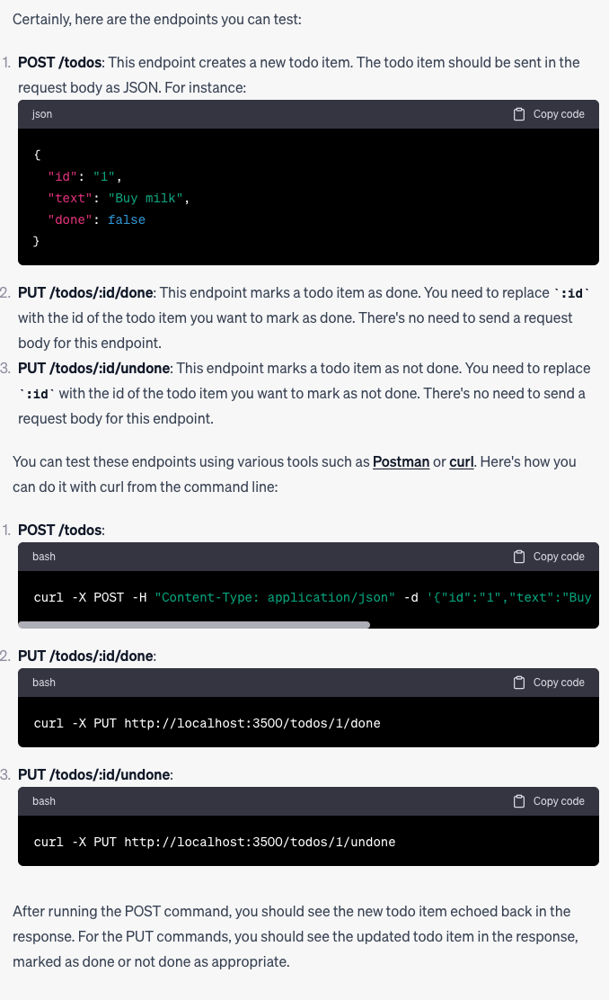 Certainly, here are the endpoints you can test:
1. POST /todos: This endpoint creates a new todo item. The todo item should be sent in the
request body as JSON. For instance:
json Copy code
{
"id": "1",
"text": "Buy milk",
"done": false
}
2. PUT /todos/:id/done: This endpoint marks a todo item as done. You need to replace `:id`
with the id of the todo item you want to mark as done. There's no need to send a request
body for this endpoint.
3. PUT /todos/:id/undone: This endpoint marks a todo item as not done. You need to replace
`:id` with the id of the todo item you want to mark as not done. There's no need to send a
request body for this endpoint.
You can test these endpoints using various tools such as Postman or curl. Here's how you
can do it with curl from the command line:
1. POST /todos:
bash Copy code
curl -X POST -H "Content-Type: application/json" -d '{"id":"1","text":"Buy
2. PUT /todos/:id/done:
bash Copy code
curl -X PUT http://localhost:3500/todos/1/done
3. PUT /todos/:id/undone:
bash Copy code
curl -X PUT http://localhost:3500/todos/1/undone
After running the POST command, you should see the new todo item echoed back in the
response. For the PUT commands, you should see the updated todo item in the response,
marked as done or not done as appropriate.